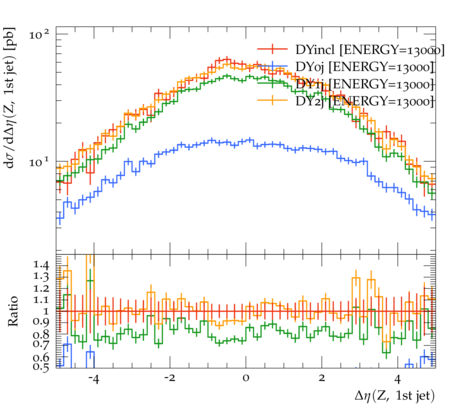 dσ/dΔη(Z, 1st jet) [pb]
10²
DYincl [ENERGY=13000]
DY0j [ENERGY=13000]
DY1j [ENERGY=13000]
DY2j [ENERGY=13000]
10¹
Ratio
1.4
1.3
1.2
1.1
1
0.9
0.8
0.7
0.6
0.5
-4 -2 0 2 4
Δη(Z, 1st jet)